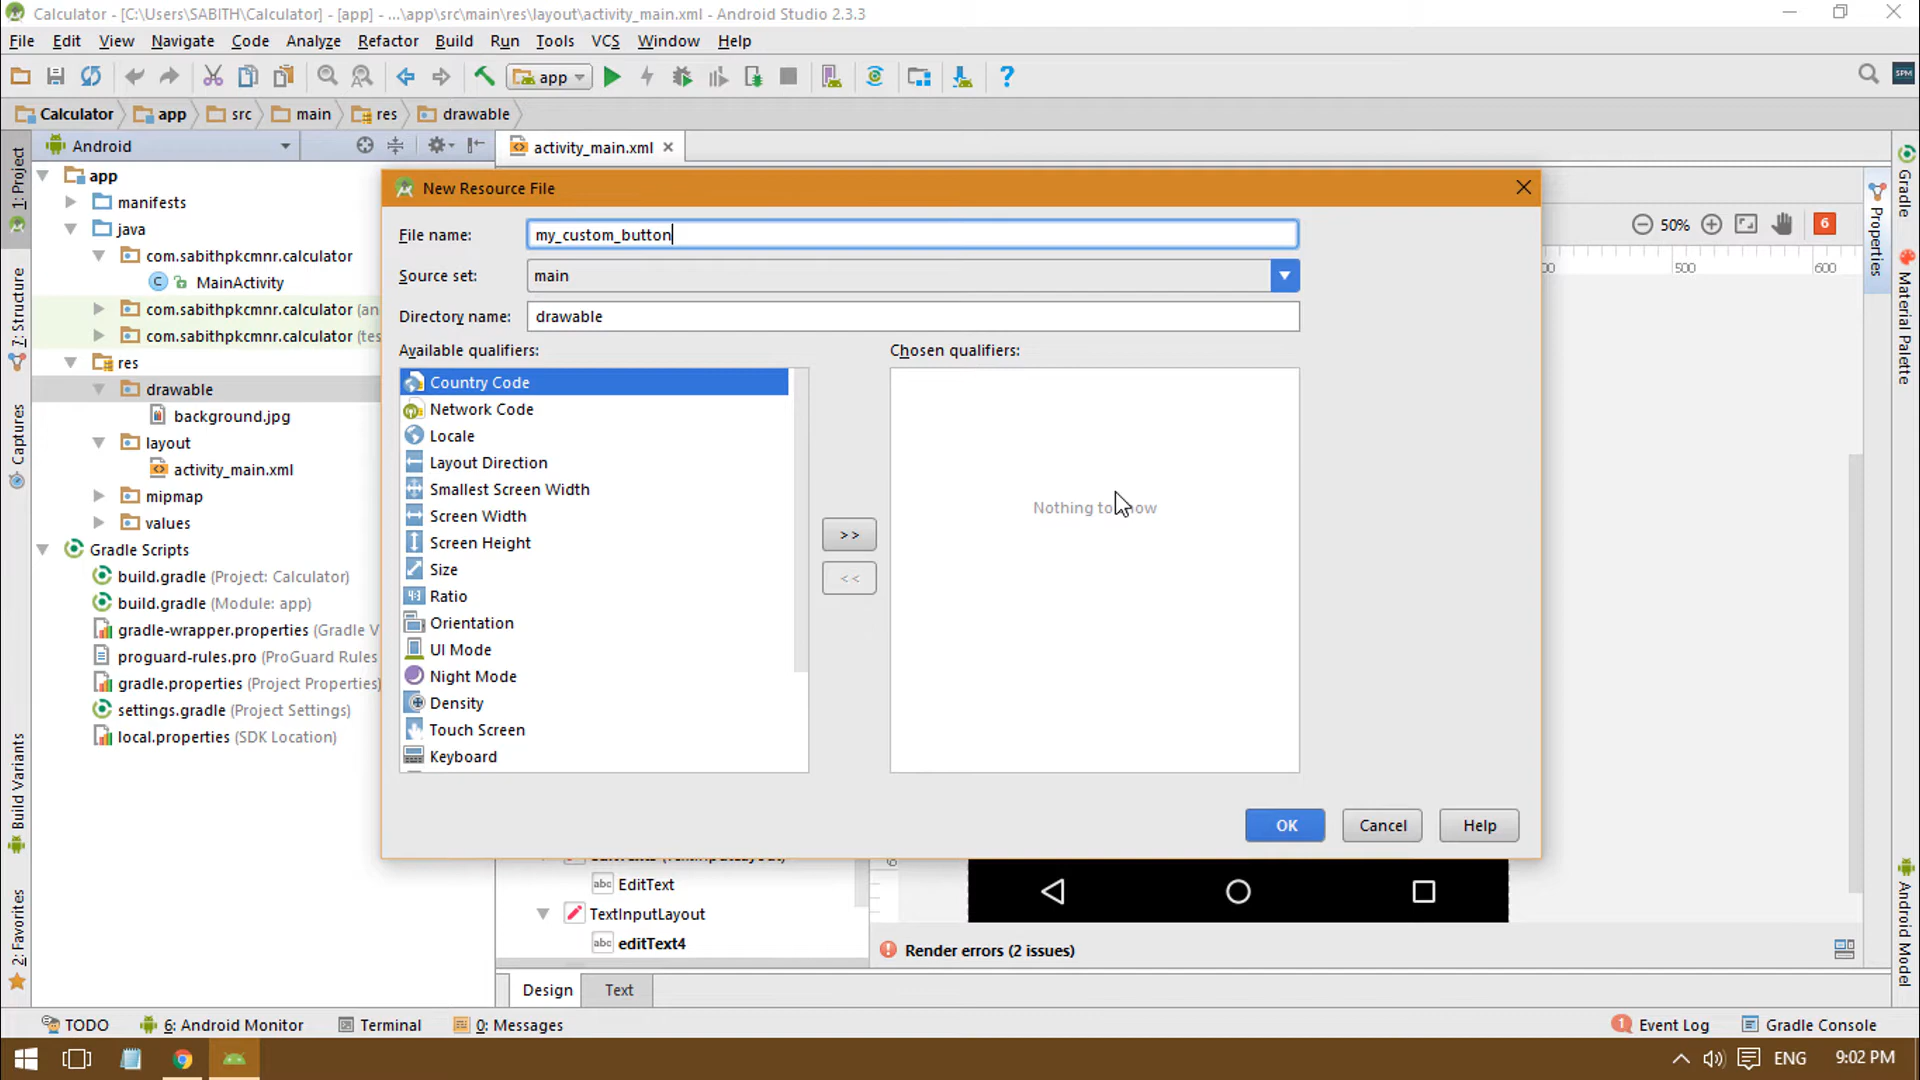 Calculator - [C:\Users\SABITH\Calculator] - [app] - ...\app\src\main\res\layout\activity_main.xml - Android Studio 2.3.3
File Edit View Navigate Code Analyze Refactor Build Run Tools VCS Window Help
app
SPM
Calculator app src main res drawable
Android
activity_main.xml
1: Project
7: Structure
Captures
Build Variants
2: Favorites
app
manifests
java
com.sabithpkcmnr.calculator
MainActivity
com.sabithpkcmnr.calculator (an
com.sabithpkcmnr.calculator (tes
res
drawable
background.jpg
layout
activity_main.xml
mipmap
values
Gradle Scripts
build.gradle (Project: Calculator)
build.gradle (Module: app)
gradle-wrapper.properties (Gradle V
proguard-rules.pro (ProGuard Rules
gradle.properties (Project Properties)
settings.gradle (Project Settings)
local.properties (SDK Location)
New Resource File
File name: my_custom_button
Source set: main
Directory name: drawable
Available qualifiers:
Chosen qualifiers:
Country Code
Network Code
Locale
Layout Direction
Smallest Screen Width
Screen Width
Screen Height
Size
Ratio
Orientation
UI Mode
Night Mode
Density
Touch Screen
Keyboard
>>
<<
OK Cancel Help
50%
6
500 600
Gradle
Properties
Material Palette
Android Model
EditText
TextInputLayout
editText4
Render errors (2 issues)
Design Text
TODO 6: Android Monitor Terminal 0: Messages
1 Event Log Gradle Console
ENG 9:02 PM